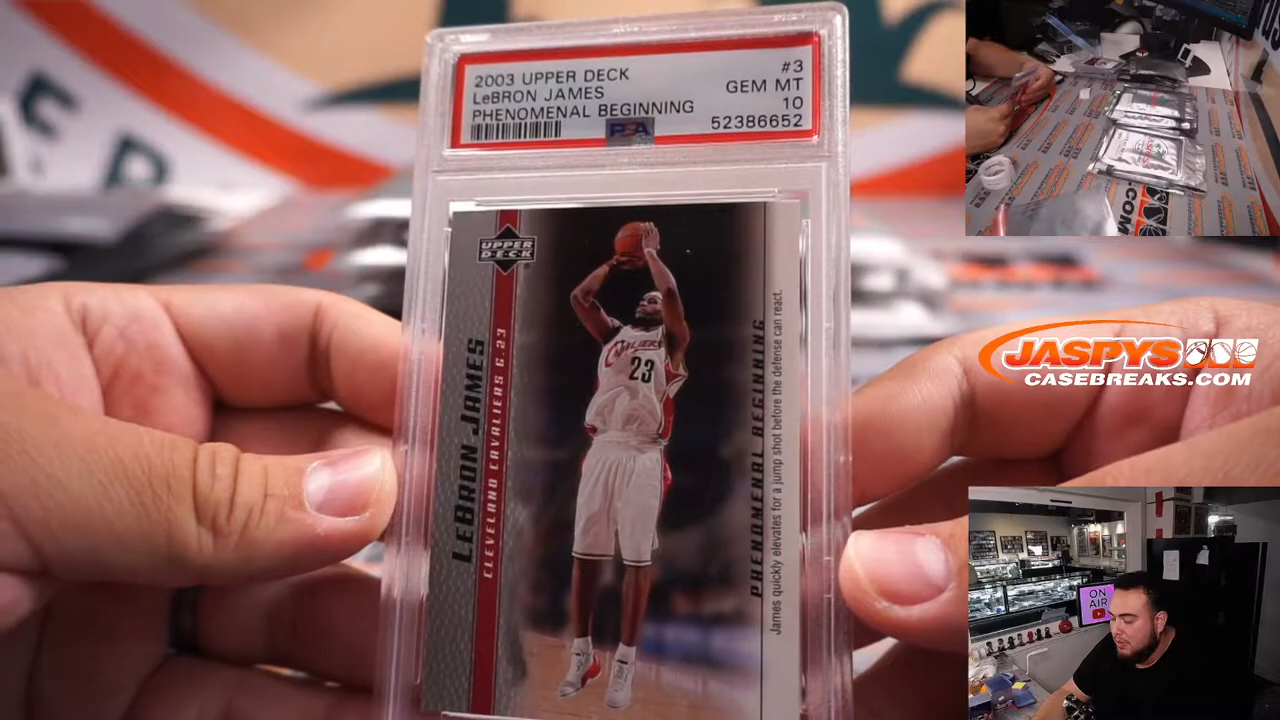 2003 UPPER DECK #3
LeBRON JAMES GEM MT
PHENOMENAL BEGINNING 10
PSA 52386652
UPPER
DECK
LeBRON JAMES
CLEVELAND CAVALIERS G. 23
CAVALIERS
23
PHENOMENAL BEGINNING
James quickly elevates for a jump shot before the defense can react.
.COM
JASPYS
CASEBREAKS.COM
ON
AIR